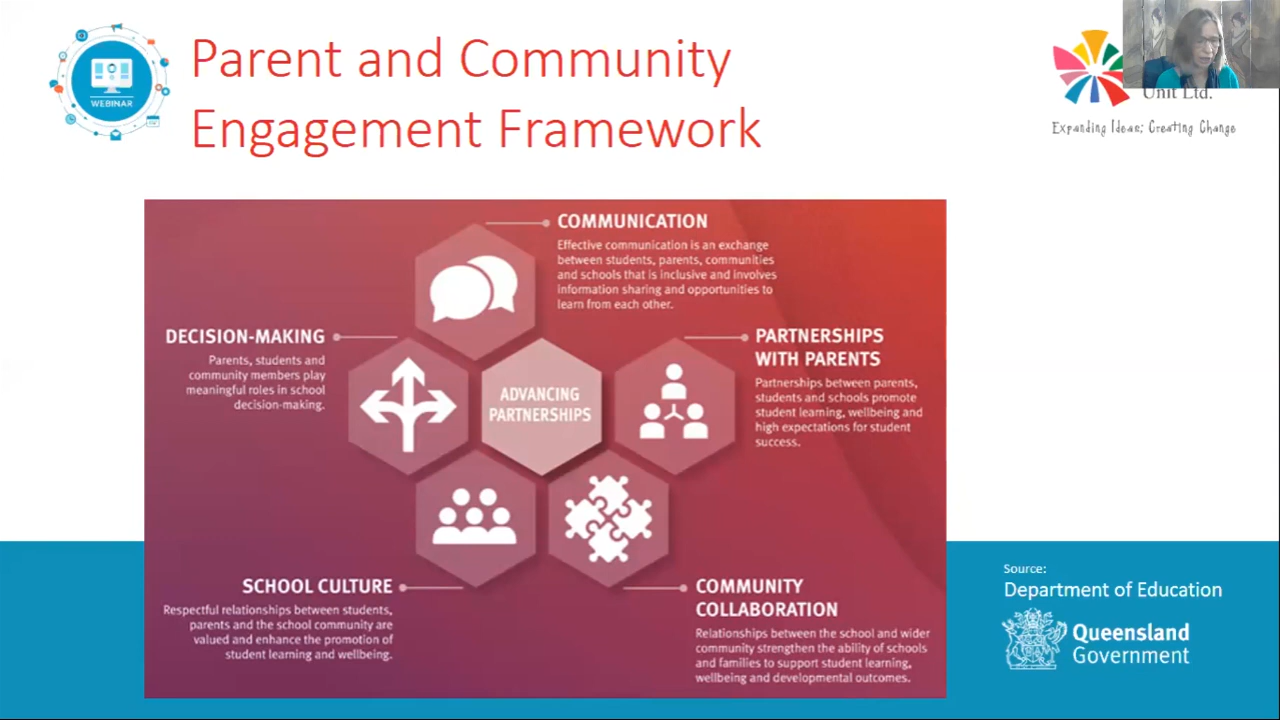 WEBINAR
Parent and Community
Engagement Framework
Unit Ltd.
Expanding Ideas; Creating Change
COMMUNICATION
Effective communication is an exchange
between students, parents, communities
and schools that is inclusive and involves
information sharing and opportunities to
learn from each other.
DECISION-MAKING
Parents, students and
community members play
meaningful roles in school
decision-making.
ADVANCING
PARTNERSHIPS
PARTNERSHIPS
WITH PARENTS
Partnerships between parents,
students and schools promote
student learning, wellbeing and
high expectations for student
success.
SCHOOL CULTURE
Respectful relationships between students,
parents and the school community are
valued and enhance the promotion of
student learning and wellbeing.
COMMUNITY
COLLABORATION
Relationships between the school and wider
community strengthen the ability of schools
and families to support student learning,
wellbeing and developmental outcomes.
Source:
Department of Education
Queensland
Government